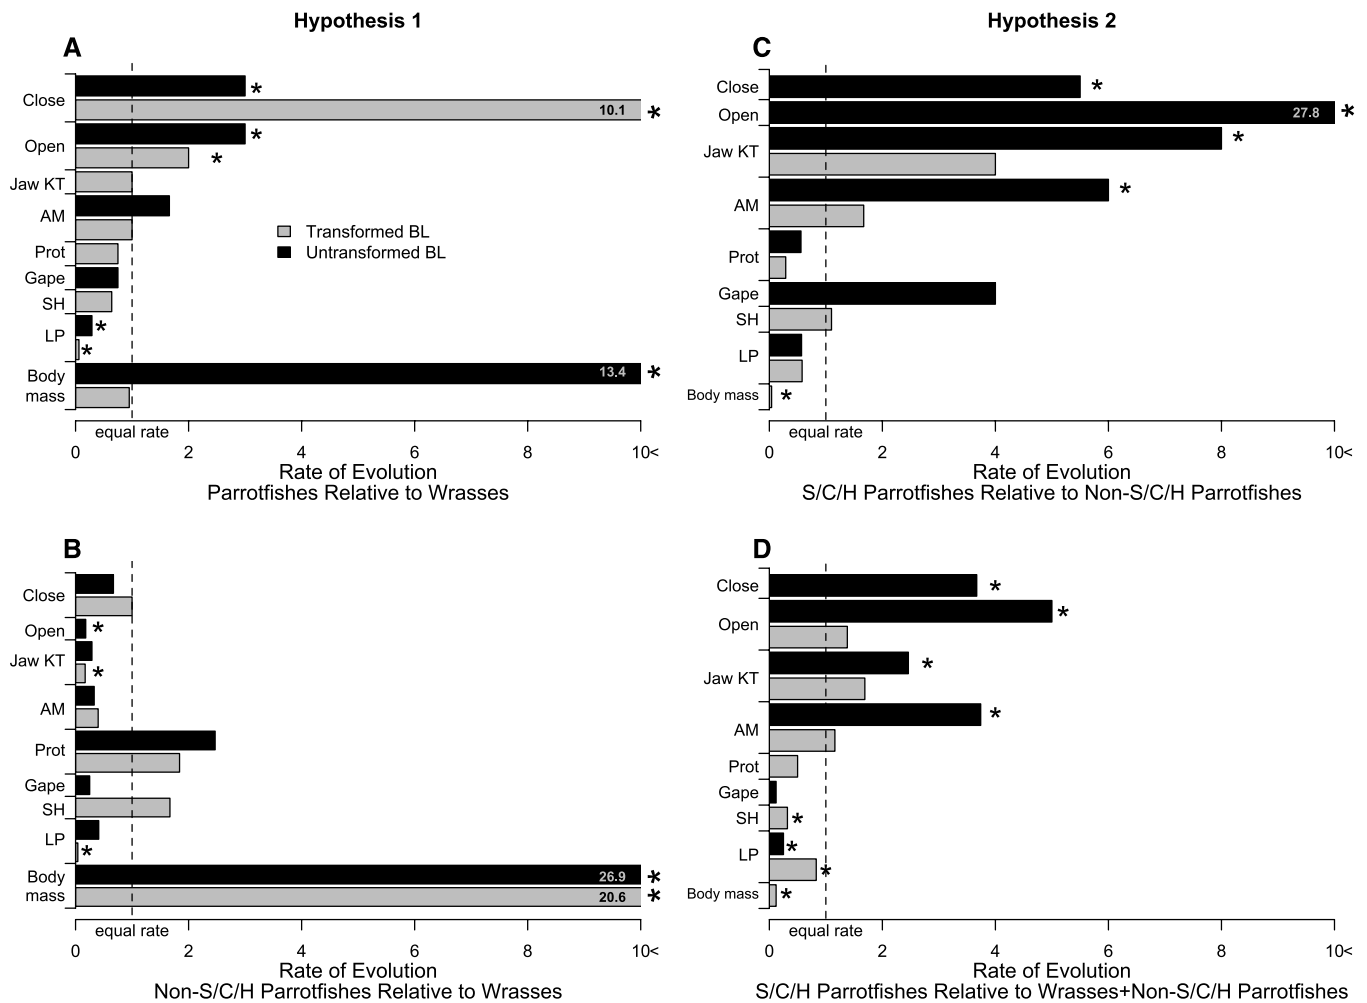 Hypothesis 1
A
Close
Open
Jaw KT
AM
Prot
Gape
SH
LP
Body
mass
*
10.1 *
*
*
*
*
13.4 *
Transformed BL
Untransformed BL
equal rate
0 2 4 6 8 10<
Rate of Evolution
Parrotfishes Relative to Wrasses
Hypothesis 2
C
Close
Open
Jaw KT
AM
Prot
Gape
SH
LP
Body mass
*
27.8 *
*
*
*
equal rate
0 2 4 6 8 10<
Rate of Evolution
S/C/H Parrotfishes Relative to Non-S/C/H Parrotfishes
B
Close
Open
Jaw KT
AM
Prot
Gape
SH
LP
Body
mass
*
*
*
26.9 *
20.6 *
equal rate
0 2 4 6 8 10<
Rate of Evolution
Non-S/C/H Parrotfishes Relative to Wrasses
D
Close
Open
Jaw KT
AM
Prot
Gape
SH
LP
Body mass
*
*
*
*
*
*
*
*
equal rate
0 2 4 6 8 10<
Rate of Evolution
S/C/H Parrotfishes Relative to Wrasses+Non-S/C/H Parrotfishes